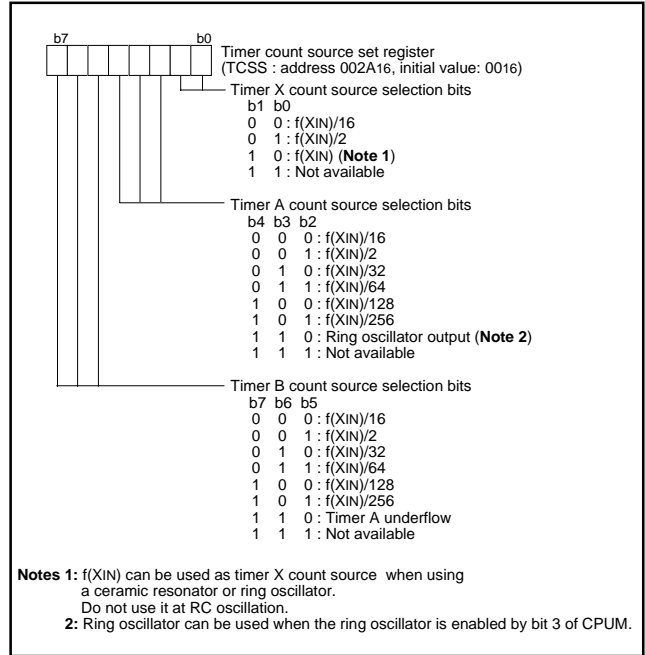 b7 b0
Timer count source set register
(TCSS : address 002A16, initial value: 0016)
Timer X count source selection bits
b1 b0
0 0 : f(XIN)/16
0 1 : f(XIN)/2
1 0 : f(XIN) (Note 1)
1 1 : Not available
Timer A count source selection bits
b4 b3 b2
0 0 0 : f(XIN)/16
0 0 1 : f(XIN)/2
0 1 0 : f(XIN)/32
0 1 1 : f(XIN)/64
1 0 0 : f(XIN)/128
1 0 1 : f(XIN)/256
1 1 0 : Ring oscillator output (Note 2)
1 1 1 : Not available
Timer B count source selection bits
b7 b6 b5
0 0 0 : f(XIN)/16
0 0 1 : f(XIN)/2
0 1 0 : f(XIN)/32
0 1 1 : f(XIN)/64
1 0 0 : f(XIN)/128
1 0 1 : f(XIN)/256
1 1 0 : Timer A underflow
1 1 1 : Not available
Notes 1: f(XIN) can be used as timer X count source when using
a ceramic resonator or ring oscillator.
Do not use it at RC oscillation.
2: Ring oscillator can be used when the ring oscillator is enabled by bit 3 of CPUM.